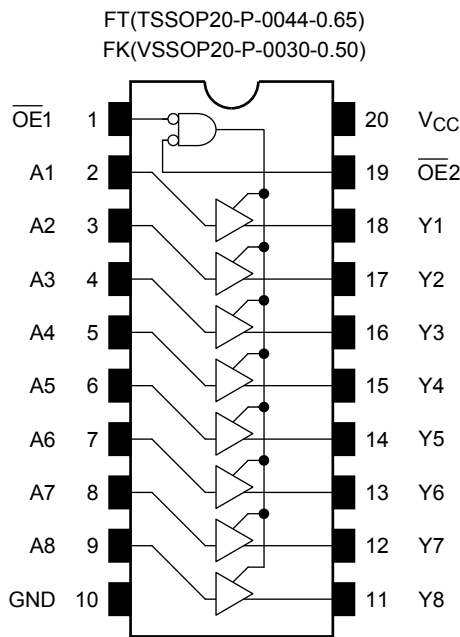 FT(TSSOP20-P-0044-0.65)
FK(VSSOP20-P-0030-0.50)
O̅E̅1 1 20 VCC
A1 2 19 O̅E̅2
A2 3 18 Y1
A3 4 17 Y2
A4 5 16 Y3
A5 6 15 Y4
A6 7 14 Y5
A7 8 13 Y6
A8 9 12 Y7
GND 10 11 Y8